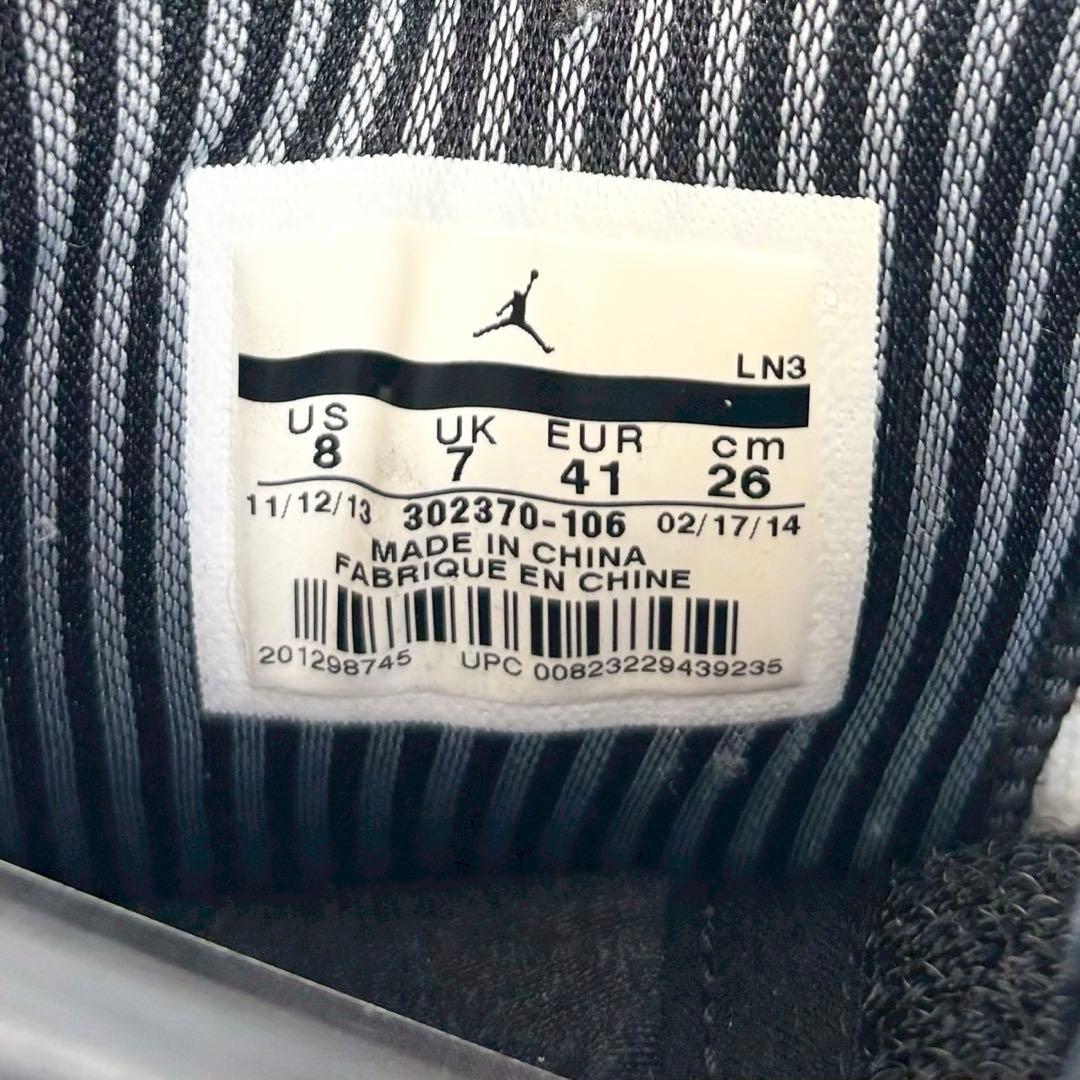 LN3
US UK EUR cm
8 7 41 26
11/12/13 302370-106 02/17/14
MADE IN CHINA
FABRIQUE EN CHINE
201298745 UPC 00823229439235